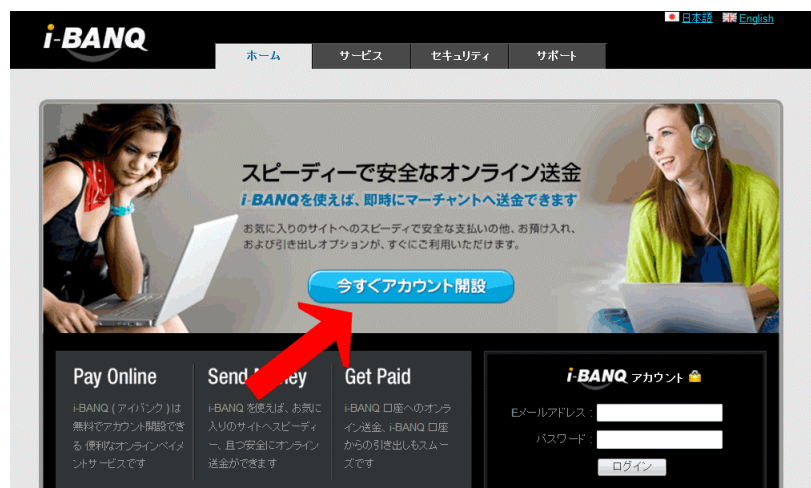 日本語 English
i-BANQ
ホーム サービス セキュリティ サポート
スピーディーで安全なオンライン送金
i-BANQを使えば、即時にマーチャントへ送金できます
お気に入りのサイトへのスピーディで安全な支払いの他、お預け入れ、
および引き出しオプションが、すぐにご利用いただけます。
今すぐアカウント開設
Pay Online
i-BANQ ( アイバンク ) は
無料でアカウント開設でき
る 便利なオンラインペイメ
ントサービスです
Send Money
i-BANQ を使えば、お気に
入りのサイトへスピーディ
ー、且つ安全にオンライン
送金ができます
Get Paid
i-BANQ 口座へのオンラ
イン送金、i-BANQ 口座
からの引き出しもスムー
ズです
i-BANQ アカウント
Eメールアドレス :
パスワード :
ログイン